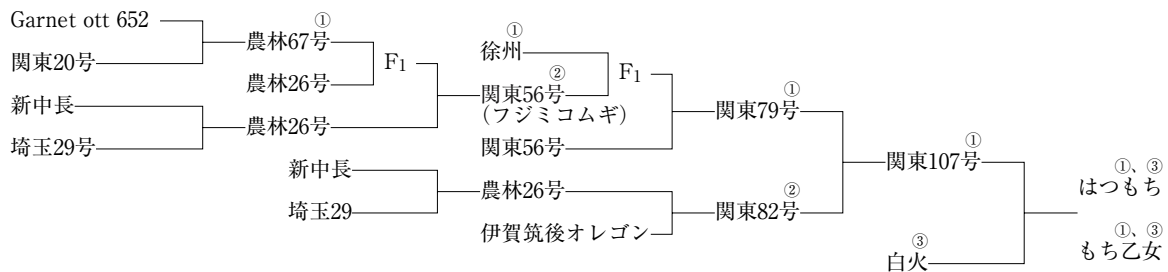 Garnet ott 652
関東20号
新中長
埼玉29号
①
農林67号
農林26号
F₁
農林26号
①
徐州
②
関東56号
(フジミコムギ)
F₁
関東56号
新中長
埼玉29
農林26号
伊賀筑後オレゴン
①
関東79号
②
関東82号
①
関東107号
③
白火
①、③
はつもち
①、③
もち乙女